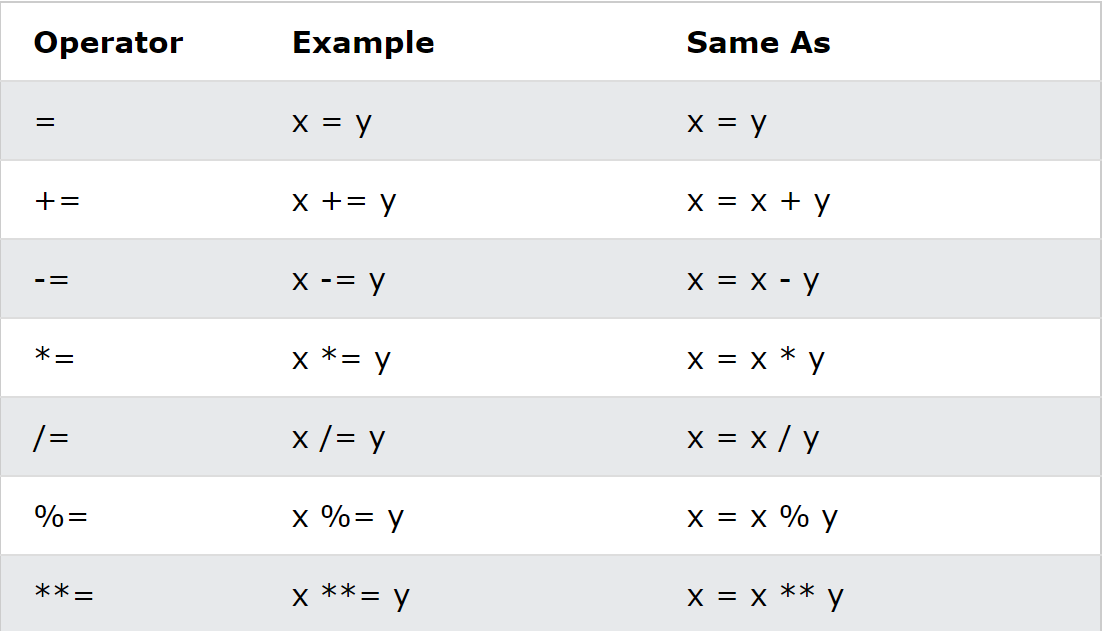 Operator Example Same As
= x = y x = y
+= x += y x = x + y
-= x -= y x = x - y
*= x *= y x = x * y
/= x /= y x = x / y
%= x %= y x = x % y
**= x **= y x = x ** y